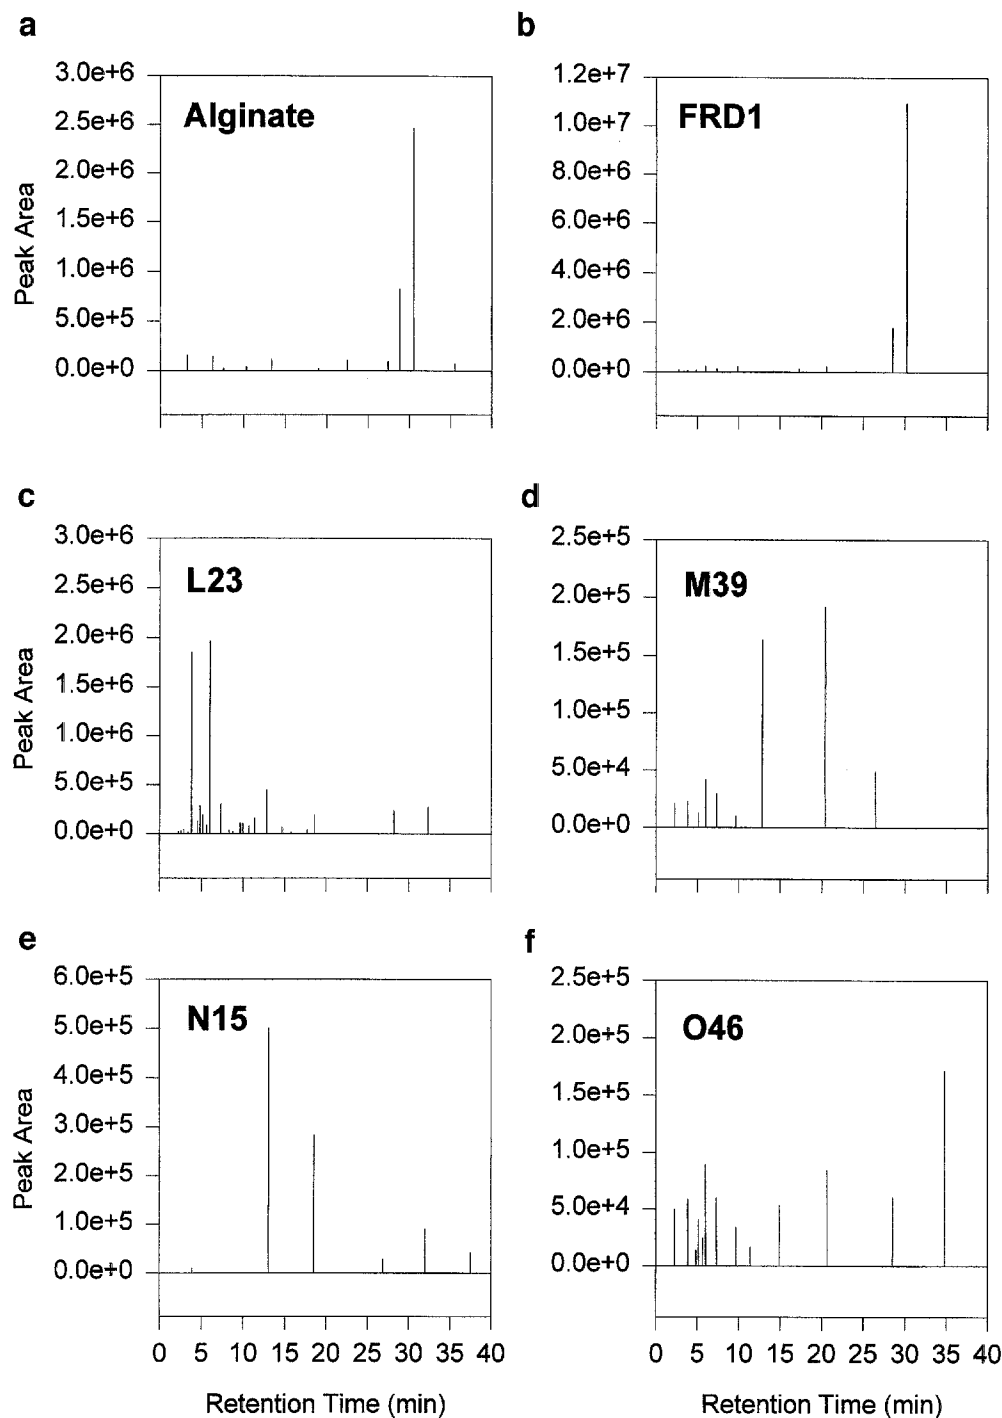 a
3.0e+6
2.5e+6
2.0e+6
1.5e+6
1.0e+6
5.0e+5
0.0e+0
Peak Area
Alginate
b
1.2e+7
1.0e+7
8.0e+6
6.0e+6
4.0e+6
2.0e+6
0.0e+0
FRD1
c
3.0e+6
2.5e+6
2.0e+6
1.5e+6
1.0e+6
5.0e+5
0.0e+0
Peak Area
L23
d
2.5e+5
2.0e+5
1.5e+5
1.0e+5
5.0e+4
0.0e+0
M39
e
6.0e+5
5.0e+5
4.0e+5
3.0e+5
2.0e+5
1.0e+5
0.0e+0
Peak Area
N15
0 5 10 15 20 25 30 35 40
Retention Time (min)
f
2.5e+5
2.0e+5
1.5e+5
1.0e+5
5.0e+4
0.0e+0
O46
0 5 10 15 20 25 30 35 40
Retention Time (min)